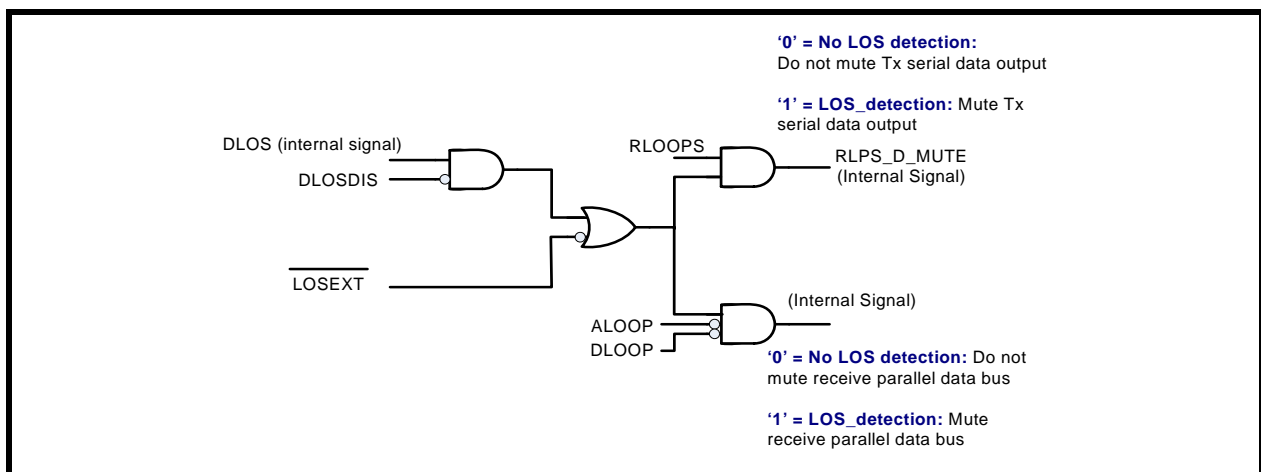 ‘0’ = No LOS detection:
Do not mute Tx serial data output
‘1’ = LOS_detection: Mute Tx
serial data output
DLOS (internal signal)
DLOSDIS
RLOOPS
RLPS_D_MUTE
(Internal Signal)
LOSEXT
(Internal Signal)
ALOOP
DLOOP
‘0’ = No LOS detection: Do not
mute receive parallel data bus
‘1’ = LOS_detection: Mute
receive parallel data bus